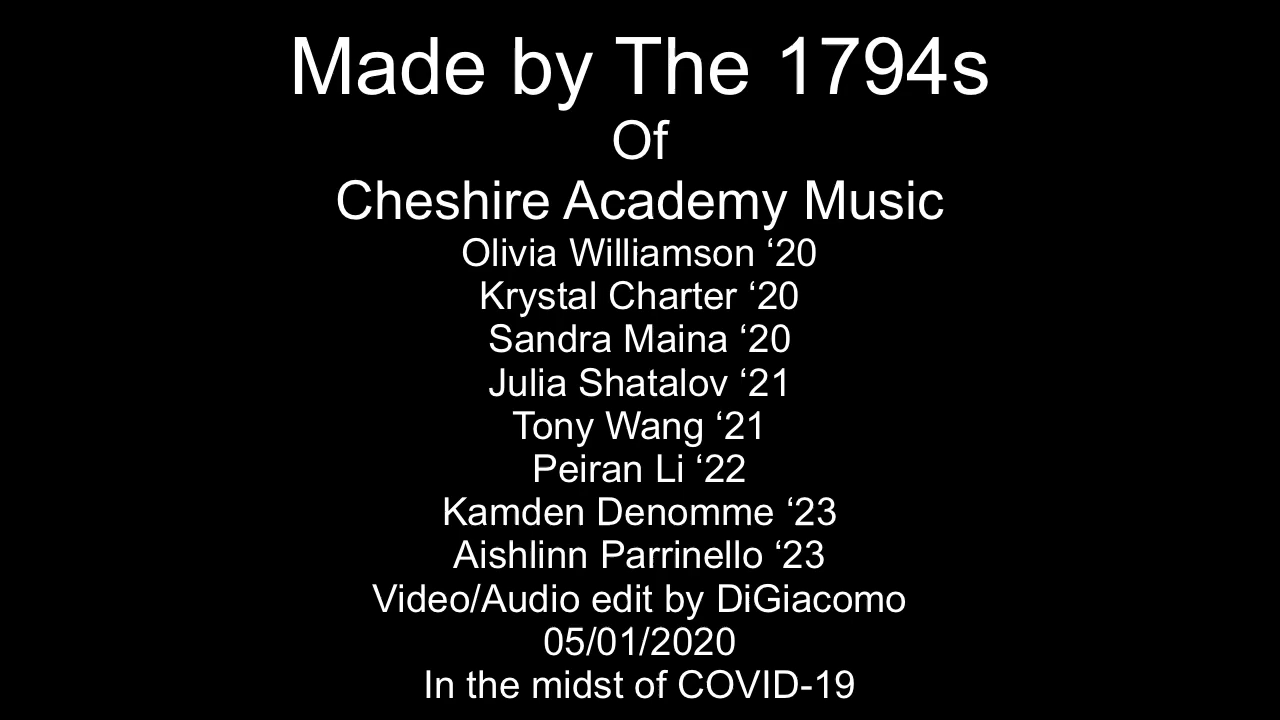 Made by The 1794s
Of
Cheshire Academy Music
Olivia Williamson ‘20
Krystal Charter ‘20
Sandra Maina ‘20
Julia Shatalov ‘21
Tony Wang ‘21
Peiran Li ‘22
Kamden Denomme ‘23
Aishlinn Parrinello ‘23
Video/Audio edit by DiGiacomo
05/01/2020
In the midst of COVID-19